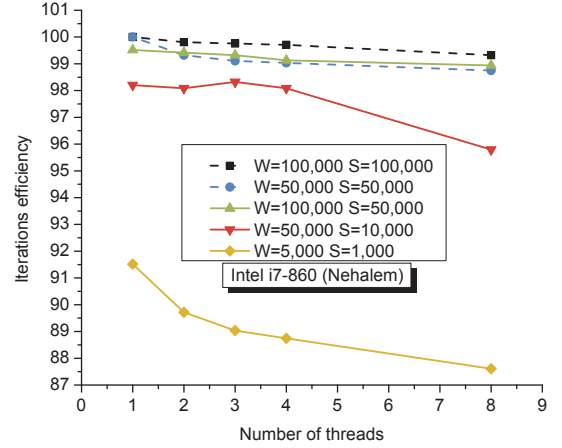 101
100
99
98
97
96
95
94
93
92
91
90
89
88
87
Iterations efficiency
W=100,000 S=100,000
W=50,000 S=50,000
W=100,000 S=50,000
W=50,000 S=10,000
W=5,000 S=1,000
Intel i7-860 (Nehalem)
0 1 2 3 4 5 6 7 8 9
Number of threads